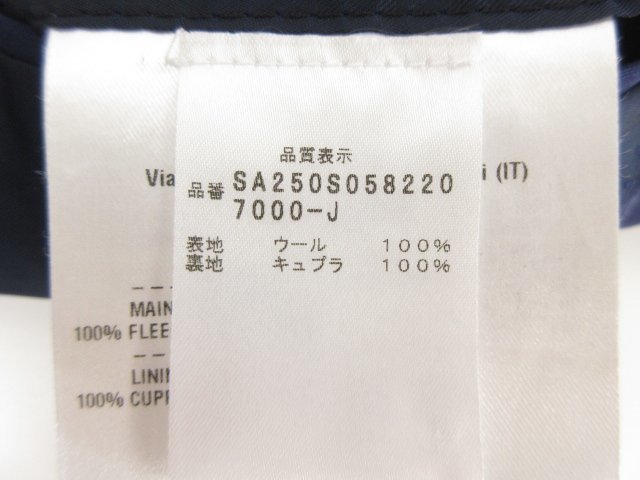 品質表示
品番 SA250S058220
7000-J
表地 ウール 100%
裏地 キュプラ 100%
Via
i (IT)
MAIN
100% FLEE
LININ
100% CUPP